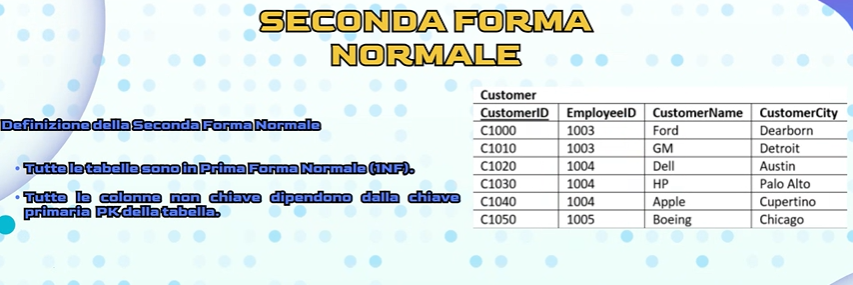 SECONDA FORMA
NORMALE
Definizione della Seconda Forma Normale
• Tutte le tabelle sono in Prima Forma Normale (1NF).
• Tutte le colonne non chiave dipendono dalla chiave
primaria PK della tabella.
Customer
CustomerID EmployeeID CustomerName CustomerCity
C1000 1003 Ford Dearborn
C1010 1003 GM Detroit
C1020 1004 Dell Austin
C1030 1004 HP Palo Alto
C1040 1004 Apple Cupertino
C1050 1005 Boeing Chicago